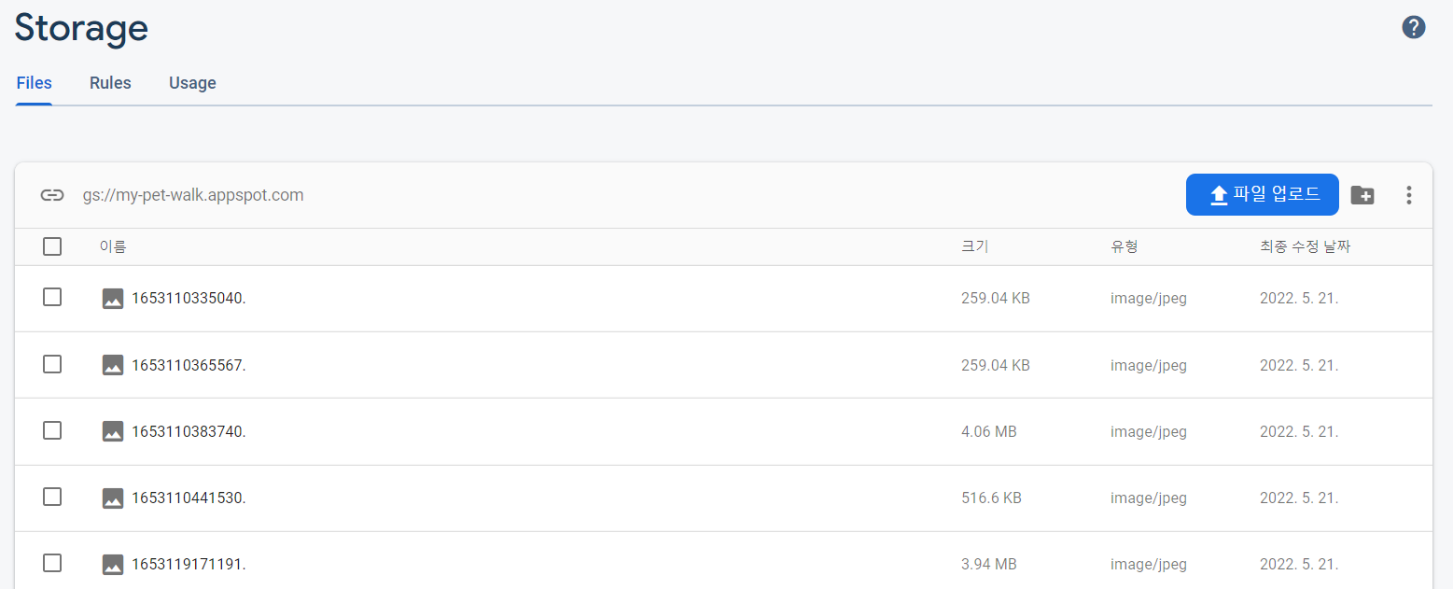 Storage
?
Files Rules Usage
gs://my-pet-walk.appspot.com 파일 업로드
이름 크기 유형 최종 수정 날짜
1653110335040. 259.04 KB image/jpeg 2022. 5. 21.
1653110365567. 259.04 KB image/jpeg 2022. 5. 21.
1653110383740. 4.06 MB image/jpeg 2022. 5. 21.
1653110441530. 516.6 KB image/jpeg 2022. 5. 21.
1653119171191. 3.94 MB image/jpeg 2022. 5. 21.